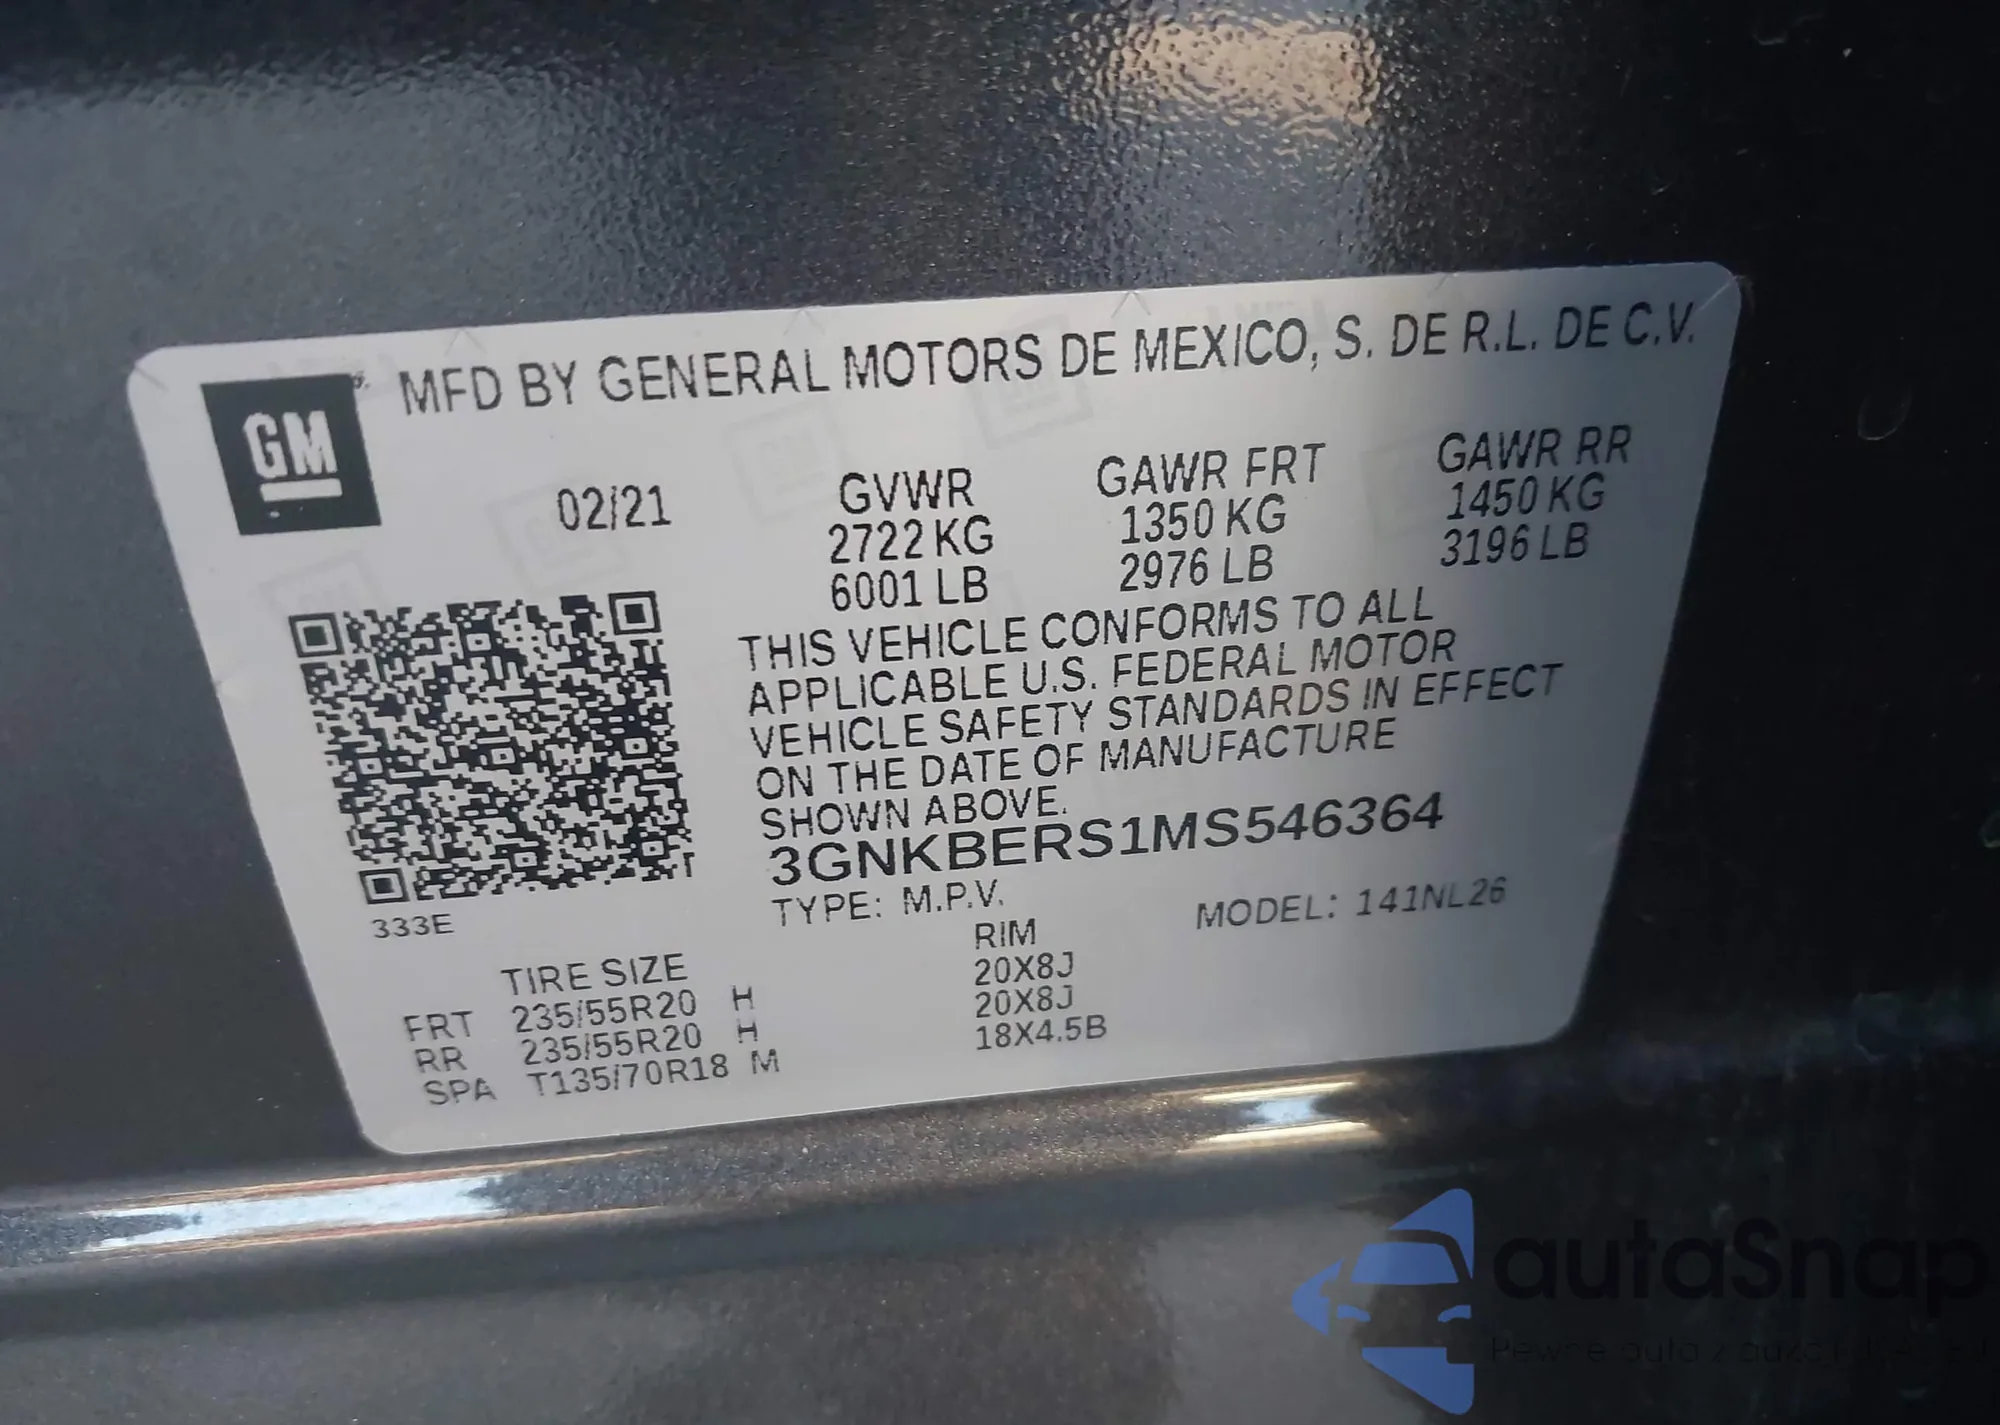 GM
MFD BY GENERAL MOTORS DE MEXICO, S. DE R.L. DE C.V.
02/21
GVWR
2722 KG
6001 LB
GAWR FRT
1350 KG
2976 LB
GAWR RR
1450 KG
3196 LB
THIS VEHICLE CONFORMS TO ALL
APPLICABLE U.S. FEDERAL MOTOR
VEHICLE SAFETY STANDARDS IN EFFECT
ON THE DATE OF MANUFACTURE
SHOWN ABOVE.
3GNKBERS1MS546364
TYPE: M.P.V.
MODEL: 141NL26
333E
TIRE SIZE RIM
FRT 235/55R20 H 20X8J
RR 235/55R20 H 20X8J
SPA T135/70R18 M 18X4.5B
autaSnap
auta z